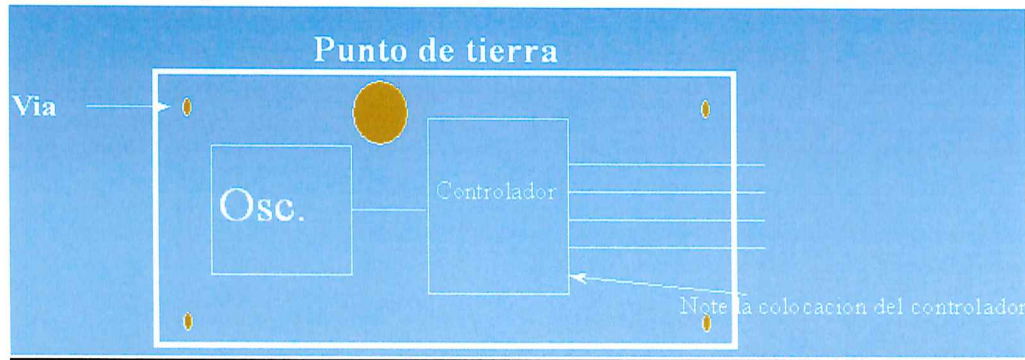 Punto de tierra
Via
Osc.
Controlador
Note la colocacion del controlador